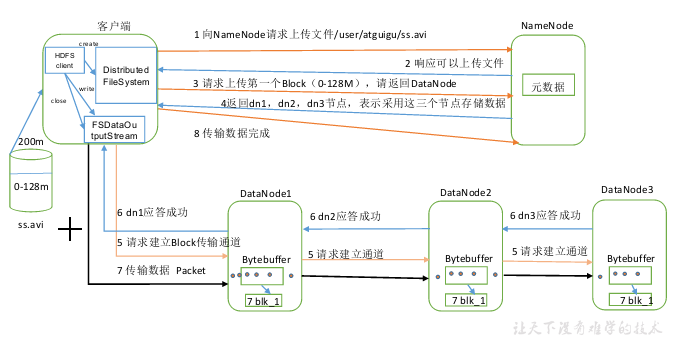 客户端
NameNode
1 向NameNode请求上传文件/user/atguigu/ss.avi
HDFS
client
create
Distributed
FileSystem
2 响应可以上传文件
3 请求上传第一个Block（0-128M），请返回DataNode
元数据
write
close
4返回dn1，dn2，dn3节点，表示采用这三个节点存储数据
FSDataOu
tputStream
8 传输数据完成
200m
0-128m
ss.avi
DataNode1
DataNode2
DataNode3
6 dn1应答成功
6 dn2应答成功
6 dn3应答成功
5 请求建立Block传输通道
5 请求建立通道
5 请求建立通道
Bytebuffer
Bytebuffer
Bytebuffer
7 传输数据 Packet
7 blk_1
7 blk_1
7 blk_1
让天下没有难学的技术